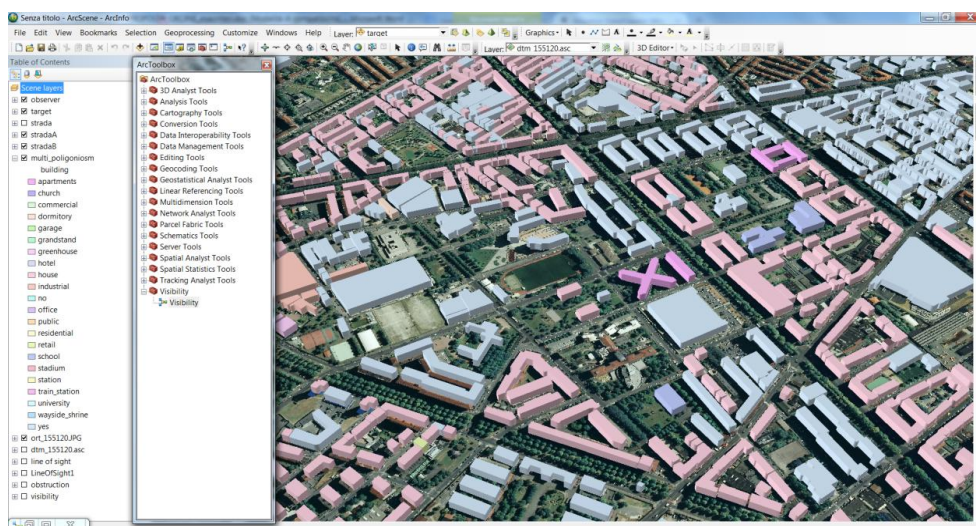 Senza titolo - ArcScene - ArcInfo
File Edit View Bookmarks Selection Geoprocessing Customize Windows Help Layer: target Graphics
Layer: dtm_155120.asc 3D Editor
Table of Contents
Scene layers
observer
target
strada
stradaA
stradaB
multi_poligoniosm
building
apartments
church
commercial
dormitory
garage
grandstand
greenhouse
hotel
house
industrial
no
office
public
residential
retail
school
stadium
station
train_station
university
wayside_shrine
yes
ort_155120.JPG
dtm_155120.asc
line of sight
LineOfSight1
obstruction
visibility
ArcToolbox
ArcToolbox
3D Analyst Tools
Analysis Tools
Cartography Tools
Conversion Tools
Data Interoperability Tools
Data Management Tools
Editing Tools
Geocoding Tools
Geostatistical Analyst Tools
Linear Referencing Tools
Multidimension Tools
Network Analyst Tools
Parcel Fabric Tools
Schematics Tools
Server Tools
Spatial Analyst Tools
Spatial Statistics Tools
Tracking Analyst Tools
Visibility
Visibility